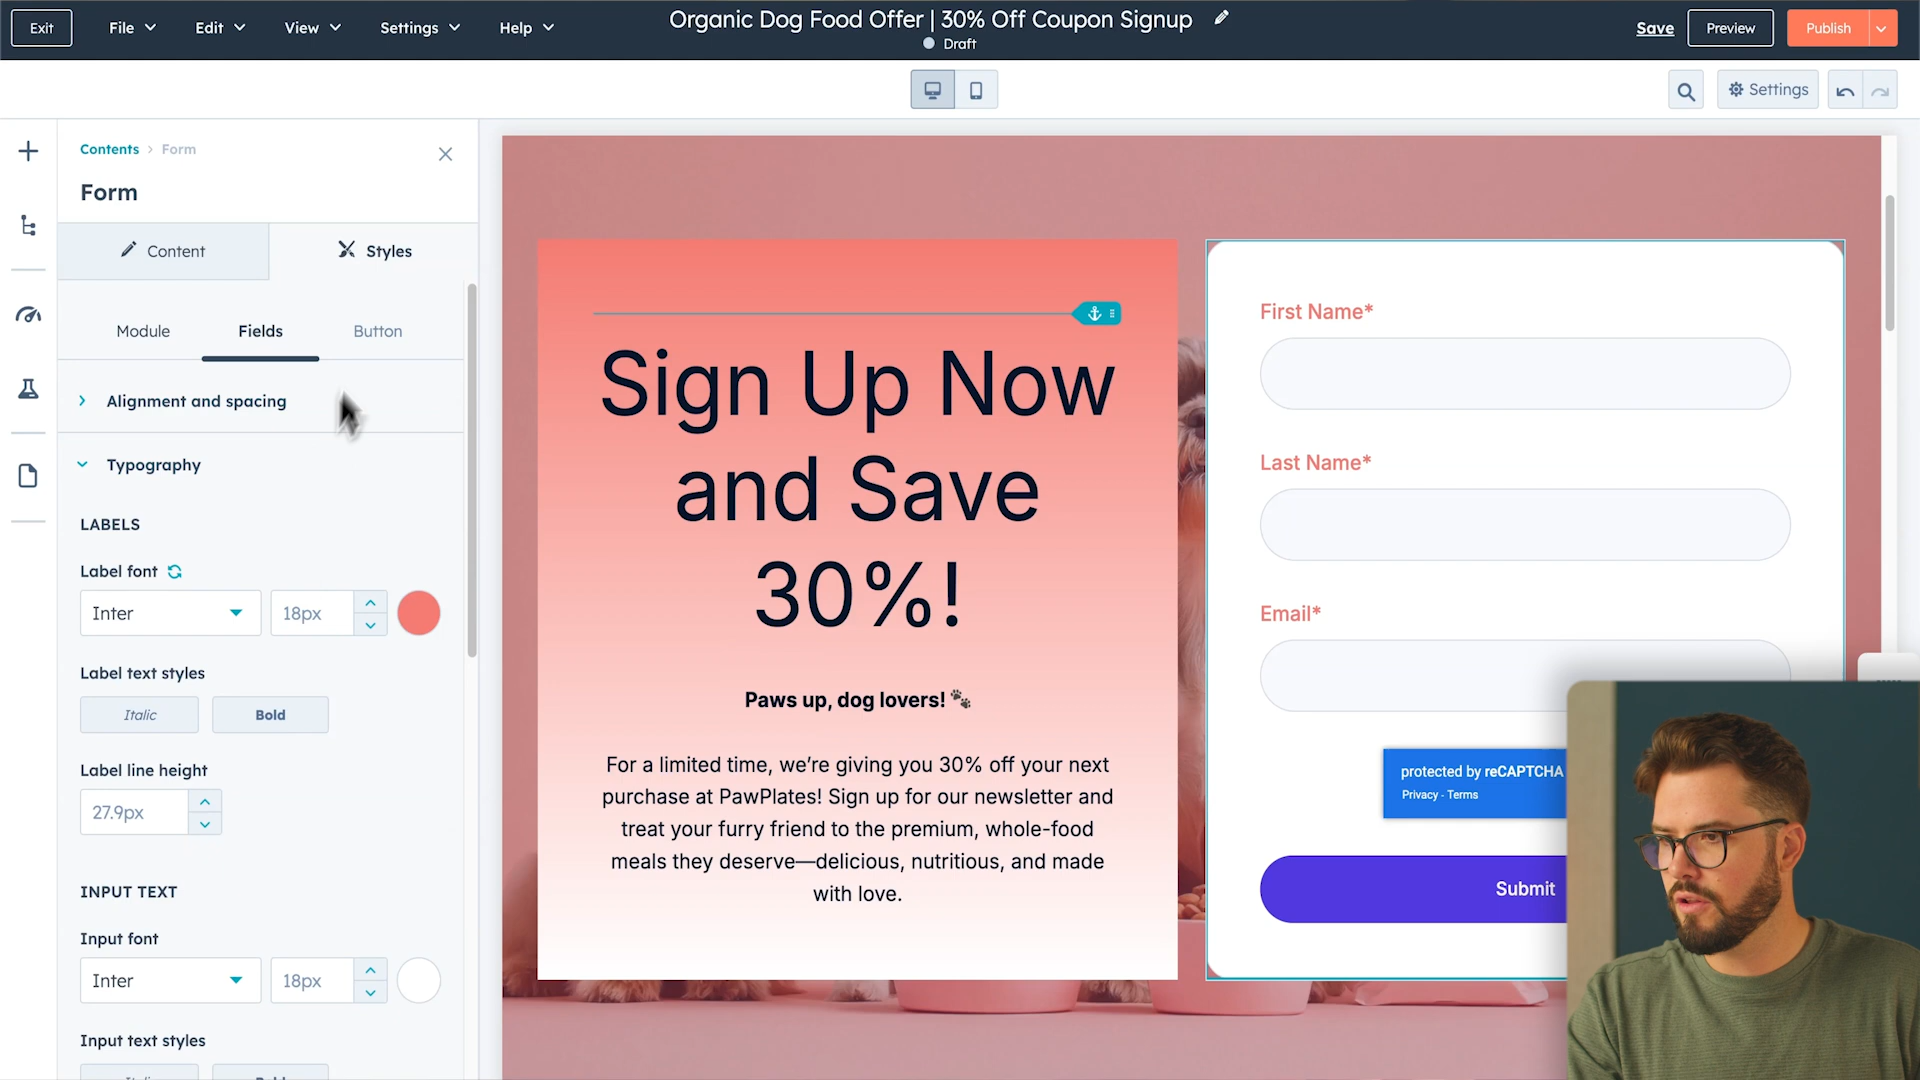 Exit
File
Edit
View
Settings
Help
Organic Dog Food Offer | 30% Off Coupon Signup
Draft
Save
Preview
Publish
Settings
Contents > Form
Form
Content
Styles
Module
Fields
Button
Alignment and spacing
Typography
LABELS
Label font
Inter
18px
Label text styles
Italic
Bold
Label line height
27.9px
INPUT TEXT
Input font
Inter
18px
Input text styles
Sign Up Now
and Save
30%!
Paws up, dog lovers!
For a limited time, we’re giving you 30% off your next
purchase at PawPlates! Sign up for our newsletter and
treat your furry friend to the premium, whole-food
meals they deserve—delicious, nutritious, and made
with love.
First Name*
Last Name*
Email*
protected by reCAPTCHA
Privacy - Terms
Submit